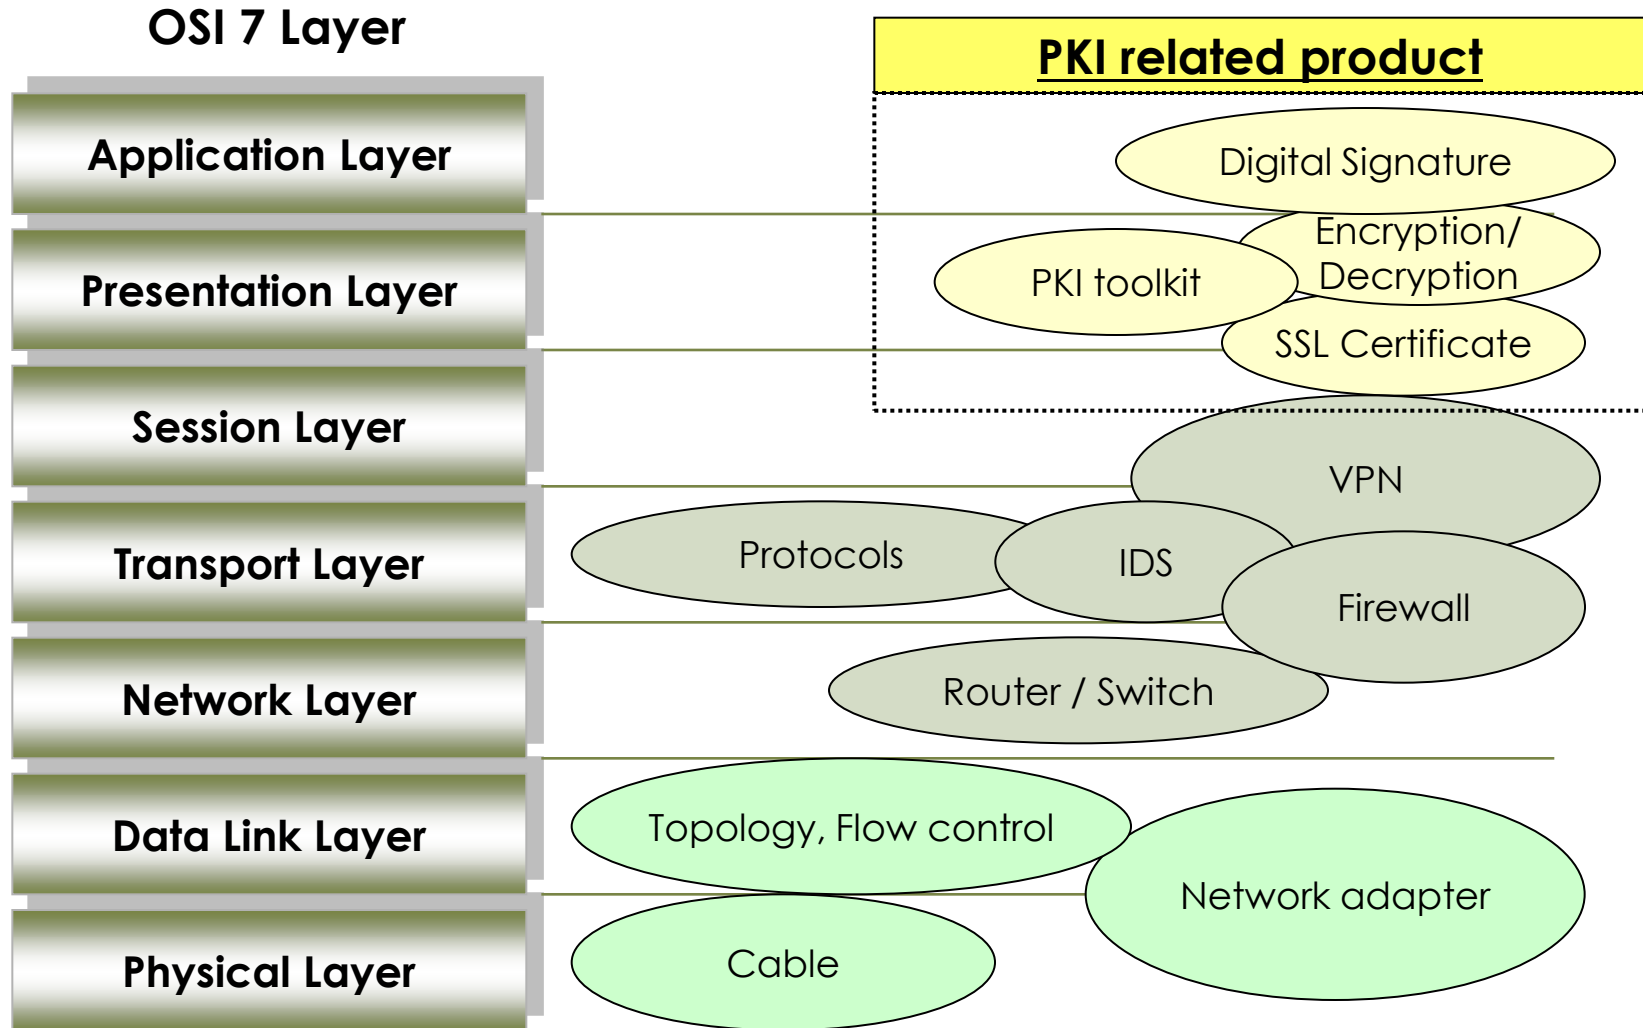 OSI 7 Layer
PKI related product
Application Layer
Digital Signature
Presentation Layer
PKI toolkit
Encryption/
Decryption
SSL Certificate
Session Layer
VPN
Transport Layer
Protocols
IDS
Firewall
Network Layer
Router / Switch
Data Link Layer
Topology, Flow control
Network adapter
Physical Layer
Cable